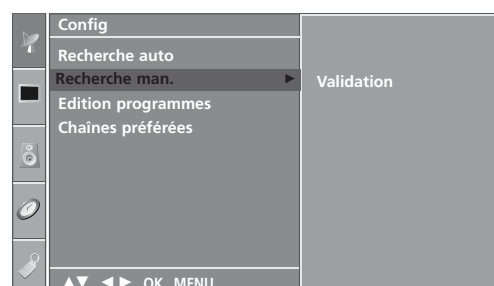 Config
Recherche auto
Recherche man. ► Validation
Edition programmes
Chaînes préférées
▲▼ ◄► OK MENU